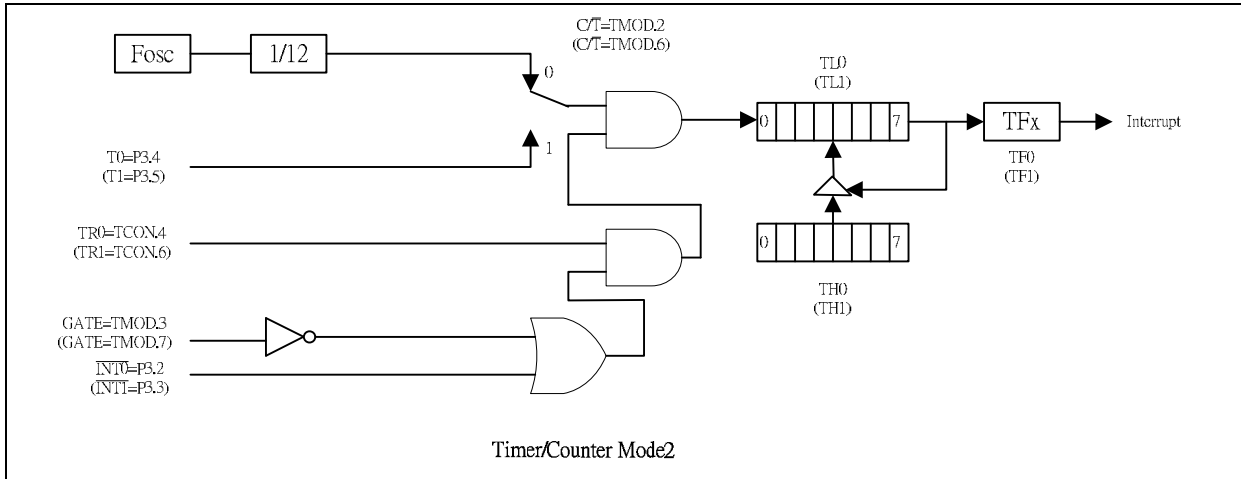 C/T̅=TMOD.2
(C/T̅=TMOD.6)
Fosc
1/12
0
TL0
(TL1)
0
7
TFx
Interrupt
TF0
(TF1)
1
T0=P3.4
(T1=P3.5)
TR0=TCON.4
(TR1=TCON.6)
0
7
TH0
(TH1)
GATE=TMOD.3
(GATE=TMOD.7)
I̅N̅T̅0̅=P3.2
(I̅N̅T̅1̅=P3.3)
Timer/Counter Mode2